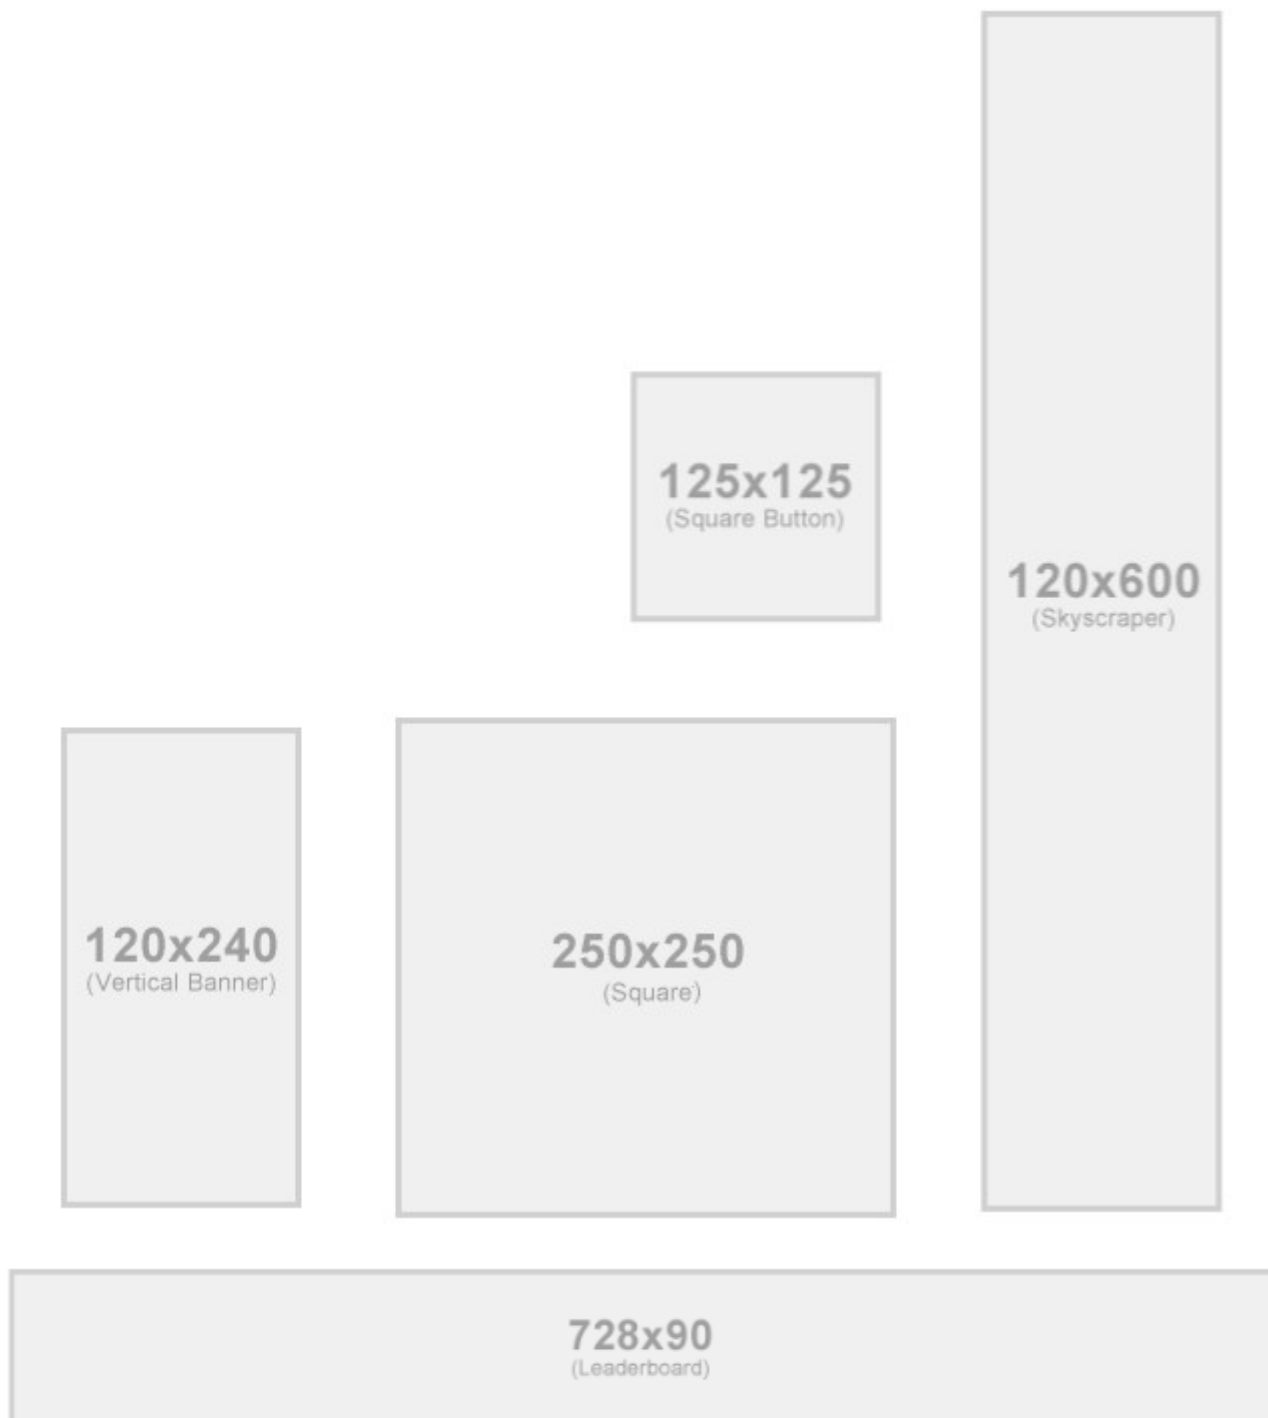 125x125
(Square Button)
120x600
(Skyscraper)
120x240
(Vertical Banner)
250x250
(Square)
728x90
(Leaderboard)